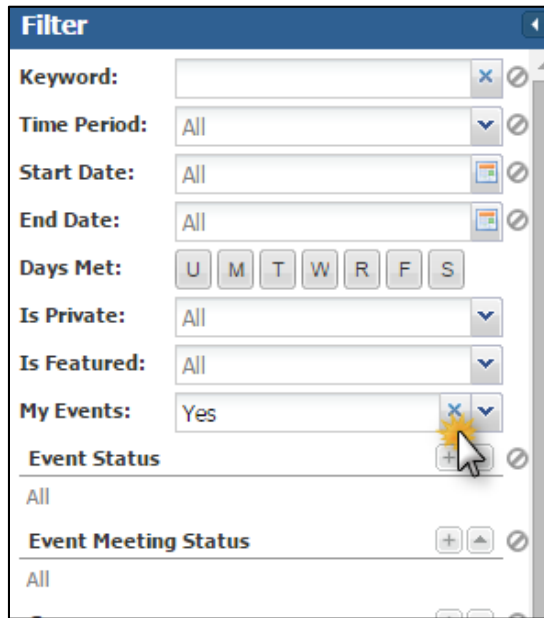 Filter
Keyword:
Time Period: All
Start Date: All
End Date: All
Days Met: U M T W R F S
Is Private: All
Is Featured: All
My Events: Yes
Event Status
All
Event Meeting Status
All